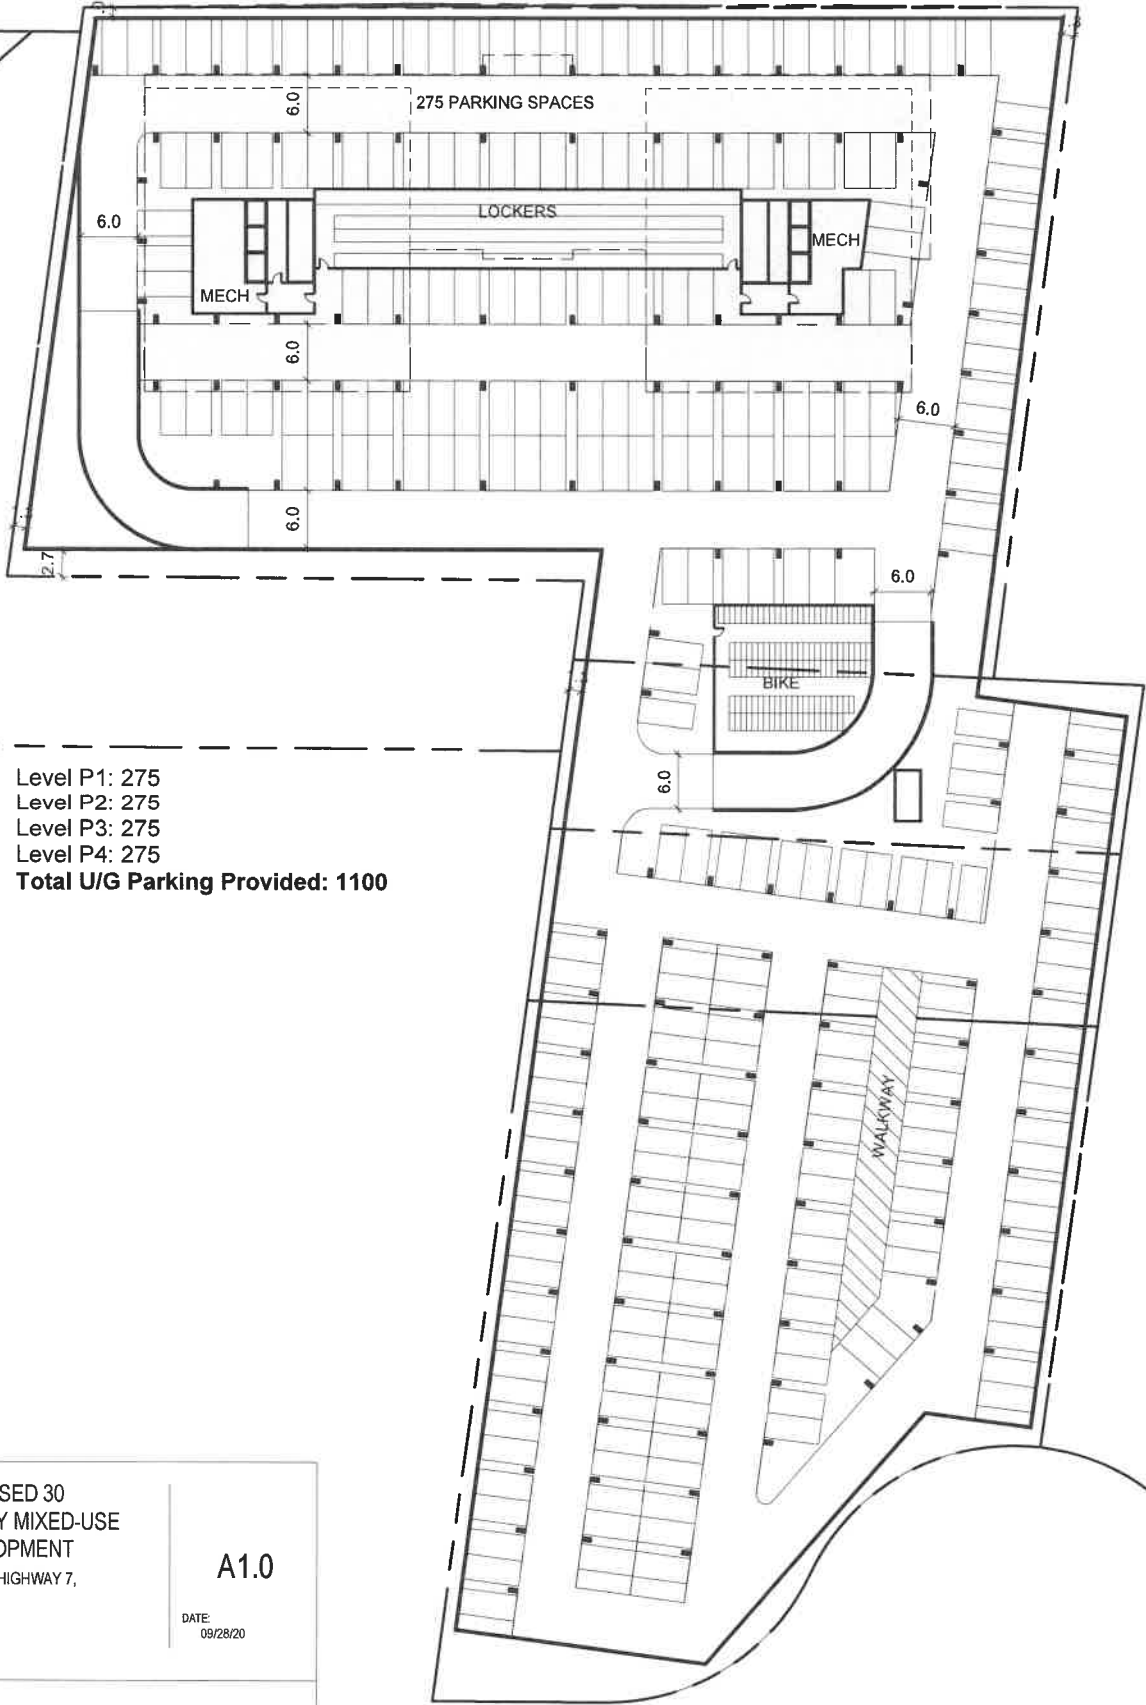 6.0
275 PARKING SPACES
LOCKERS
6.0
MECH
MECH
6.0
6.0
6.0
2.7
6.0
BIKE
6.0
Level P1: 275
Level P2: 275
Level P3: 275
Level P4: 275
Total U/G Parking Provided: 1100
WALKWAY
SED 30
Y MIXED-USE
OPMENT
HIGHWAY 7,
A1.0
DATE:
09/28/20